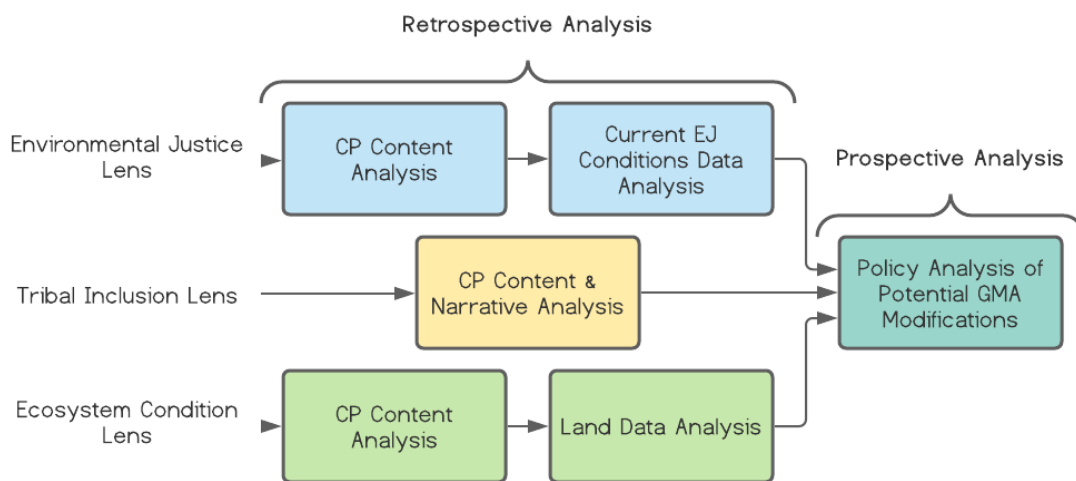 Retrospective Analysis
Environmental Justice
Lens
CP Content
Analysis
Current EJ
Conditions Data
Analysis
Prospective Analysis
Tribal Inclusion Lens
CP Content &
Narrative Analysis
Policy Analysis of
Potential GMA
Modifications
Ecosystem Condition
Lens
CP Content
Analysis
Land Data Analysis